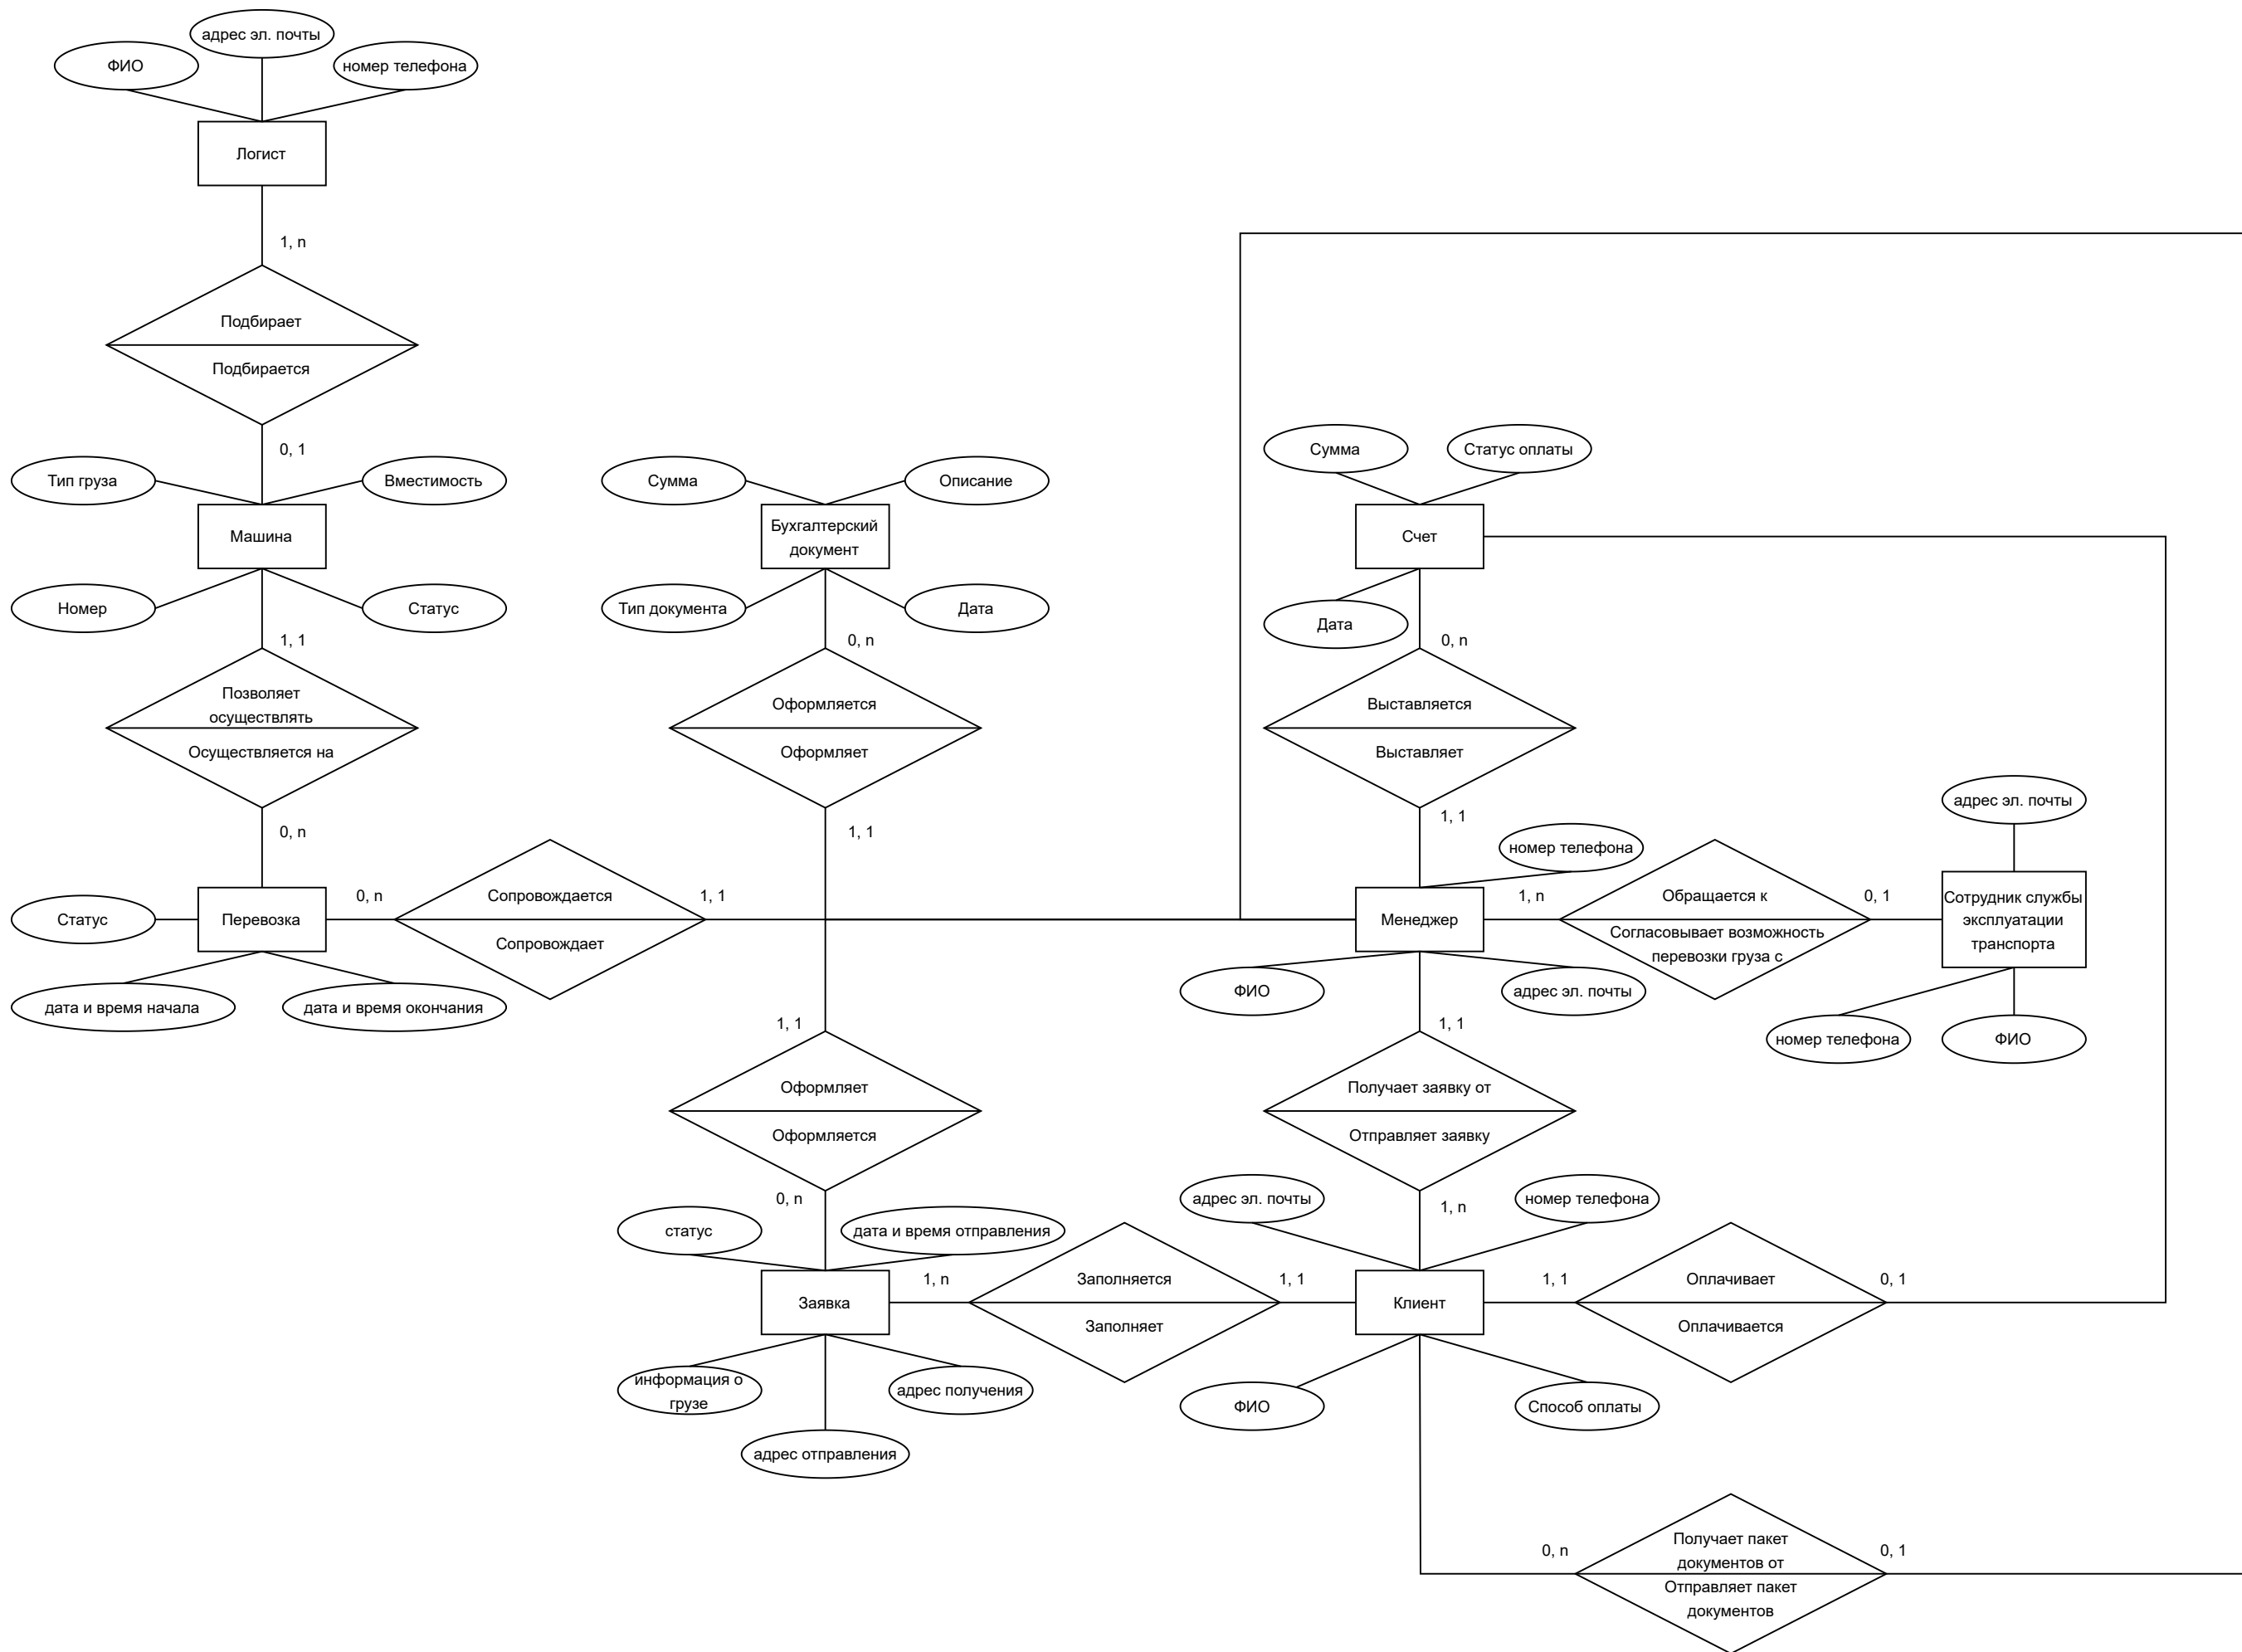 адрес эл. почты
ФИО
номер телефона
Логист
1, n
Подбирает
Подбирается
0, 1
Тип груза
Вместимость
Машина
Номер
Статус
1, 1
Позволяет
осуществлять
Осуществляется на
0, n
Статус
Перевозка
дата и время начала
дата и время окончания
0, n
Сопровождается
Сопровождает
1, 1
Сумма
Описание
Бухгалтерский
документ
Тип документа
Дата
0, n
Оформляется
Оформляет
1, 1
1, 1
Оформляет
Оформляется
0, n
статус
дата и время отправления
Заявка
информация о
грузе
адрес получения
адрес отправления
1, n
Заполняется
Заполняет
1, 1
Сумма
Статус оплаты
Счет
Дата
0, n
Выставляется
Выставляет
1, 1
номер телефона
Менеджер
ФИО
адрес эл. почты
1, n
Обращается к
Согласовывает возможность
перевозки груза с
0, 1
адрес эл. почты
Сотрудник службы
эксплуатации
транспорта
номер телефона
ФИО
1, 1
Получает заявку от
Отправляет заявку
1, n
адрес эл. почты
номер телефона
Клиент
ФИО
Способ оплаты
1, 1
Оплачивает
Оплачивается
0, 1
0, n
Получает пакет
документов от
Отправляет пакет
документов
0, 1